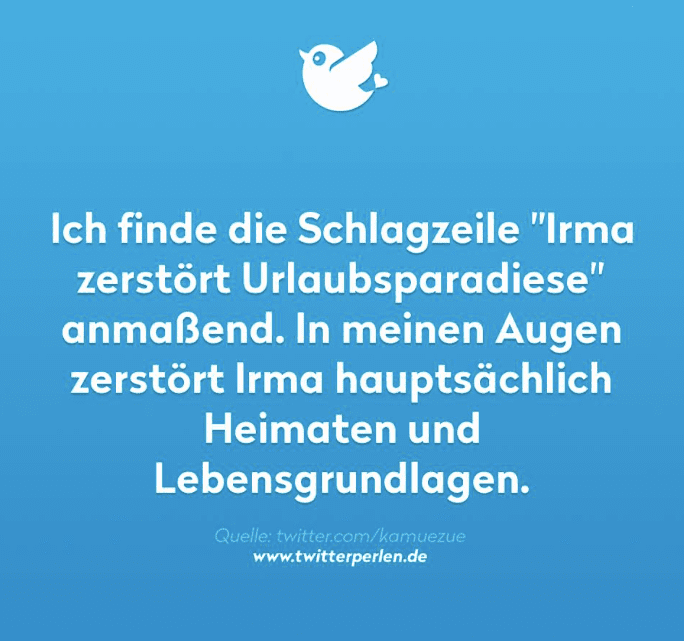 Ich finde die Schlagzeile "Irma
zerstört Urlaubsparadiese"
anmaßend. In meinen Augen
zerstört Irma hauptsächlich
Heimaten und
Lebensgrundlagen.
Quelle: twitter.com/kamuezue
www.twitterperlen.de